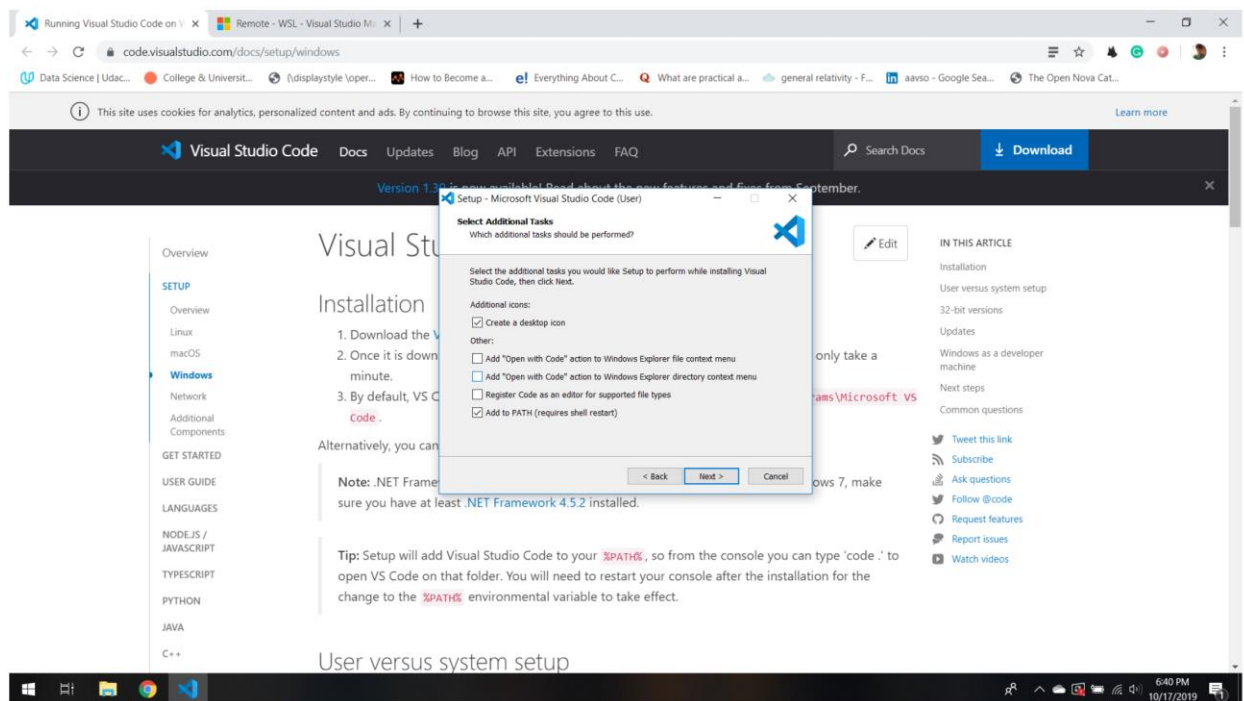 Running Visual Studio Code on V
Remote - WSL - Visual Studio Ma
code.visualstudio.com/docs/setup/windows
Data Science | Udac...
College & Universit...
{\displaystyle \oper...
How to Become a...
Everything About C...
What are practical a...
general relativity - F...
aavso - Google Sea...
The Open Nova Cat...
This site uses cookies for analytics, personalized content and ads. By continuing to browse this site, you agree to this use.
Learn more
Visual Studio Code
Docs
Updates
Blog
API
Extensions
FAQ
Search Docs
Download
Version 1.39 is now available! Read about the new features and fixes from September.
Setup - Microsoft Visual Studio Code (User)
Select Additional Tasks
Which additional tasks should be performed?
Select the additional tasks you would like Setup to perform while installing Visual
Studio Code, then click Next.
Additional icons:
Create a desktop icon
Other:
Add "Open with Code" action to Windows Explorer file context menu
Add "Open with Code" action to Windows Explorer directory context menu
Register Code as an editor for supported file types
Add to PATH (requires shell restart)
< Back
Next >
Cancel
Overview
SETUP
Overview
Linux
macOS
Windows
Network
Additional
Components
GET STARTED
USER GUIDE
LANGUAGES
NODE.JS /
JAVASCRIPT
TYPESCRIPT
PYTHON
JAVA
C++
Visual Stu
Edit
Installation
1. Download the V
2. Once it is down only take a
minute.
3. By default, VS C rams\Microsoft VS
Code .
Alternatively, you can
Note: .NET Frame ows 7, make
sure you have at least .NET Framework 4.5.2 installed.
Tip: Setup will add Visual Studio Code to your %PATH%, so from the console you can type 'code .' to
open VS Code on that folder. You will need to restart your console after the installation for the
change to the %PATH% environmental variable to take effect.
User versus system setup
IN THIS ARTICLE
Installation
User versus system setup
32-bit versions
Updates
Windows as a developer
machine
Next steps
Common questions
Tweet this link
Subscribe
Ask questions
Follow @code
Request features
Report issues
Watch videos
6:40 PM
10/17/2019